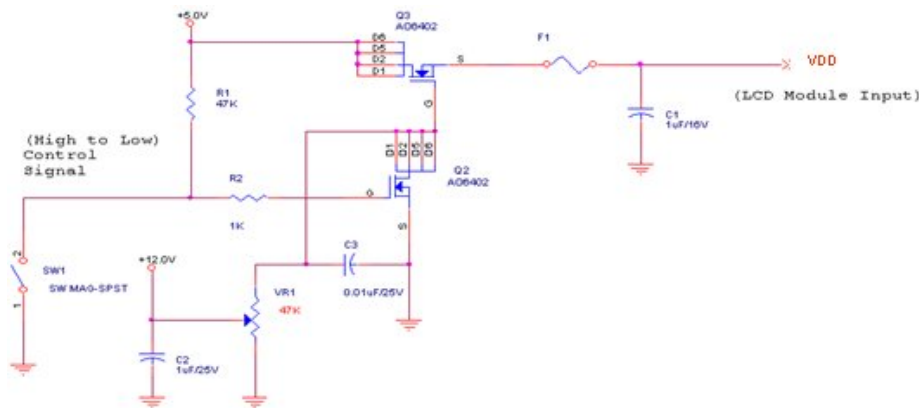 +5.0V
Q3
AO6402
D6
D5
D2
D1
S
G
F1
VDD
(LCD Module Input)
C1
1uF/16V
R1
47K
(High to Low)
Control
Signal
R2
1K
D1
D2
D5
D6
Q2
AO6402
G
S
2
SW1
SW MAG-SPST
1
+12.0V
C3
0.01uF/25V
VR1
47K
C2
1uF/25V